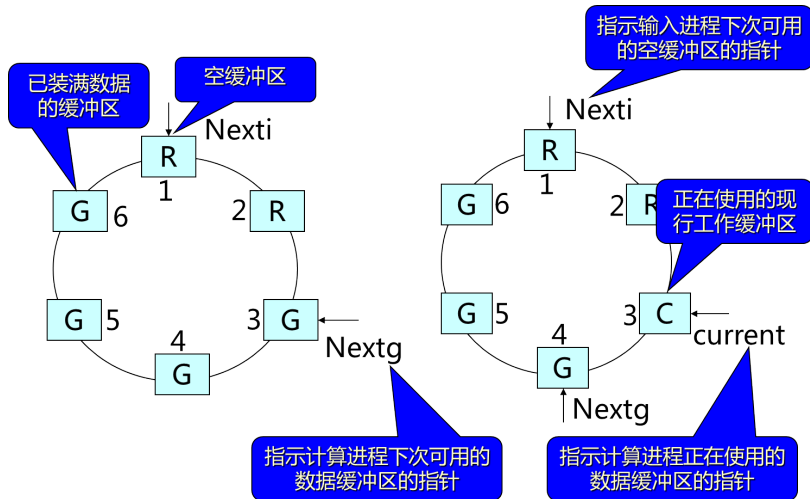 已装满数据
的缓冲区
空缓冲区
Nexti
R
1
2
R
G
6
G
5
4
G
3
G
Nextg
指示计算进程下次可用的
数据缓冲区的指针
指示输入进程下次可用
的空缓冲区的指针
Nexti
R
1
2
R
正在使用的现
行工作缓冲区
G
6
G
5
4
G
Nextg
3
C
current
指示计算进程正在使用的
数据缓冲区的指针